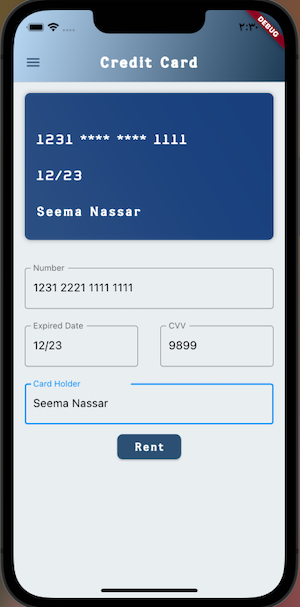 ٢:٣٠
DEBUG
Credit Card
1231 **** **** 1111
12/23
Seema Nassar
Number
1231 2221 1111 1111
Expired Date
CVV
12/23
9899
Card Holder
Seema Nassar
Rent